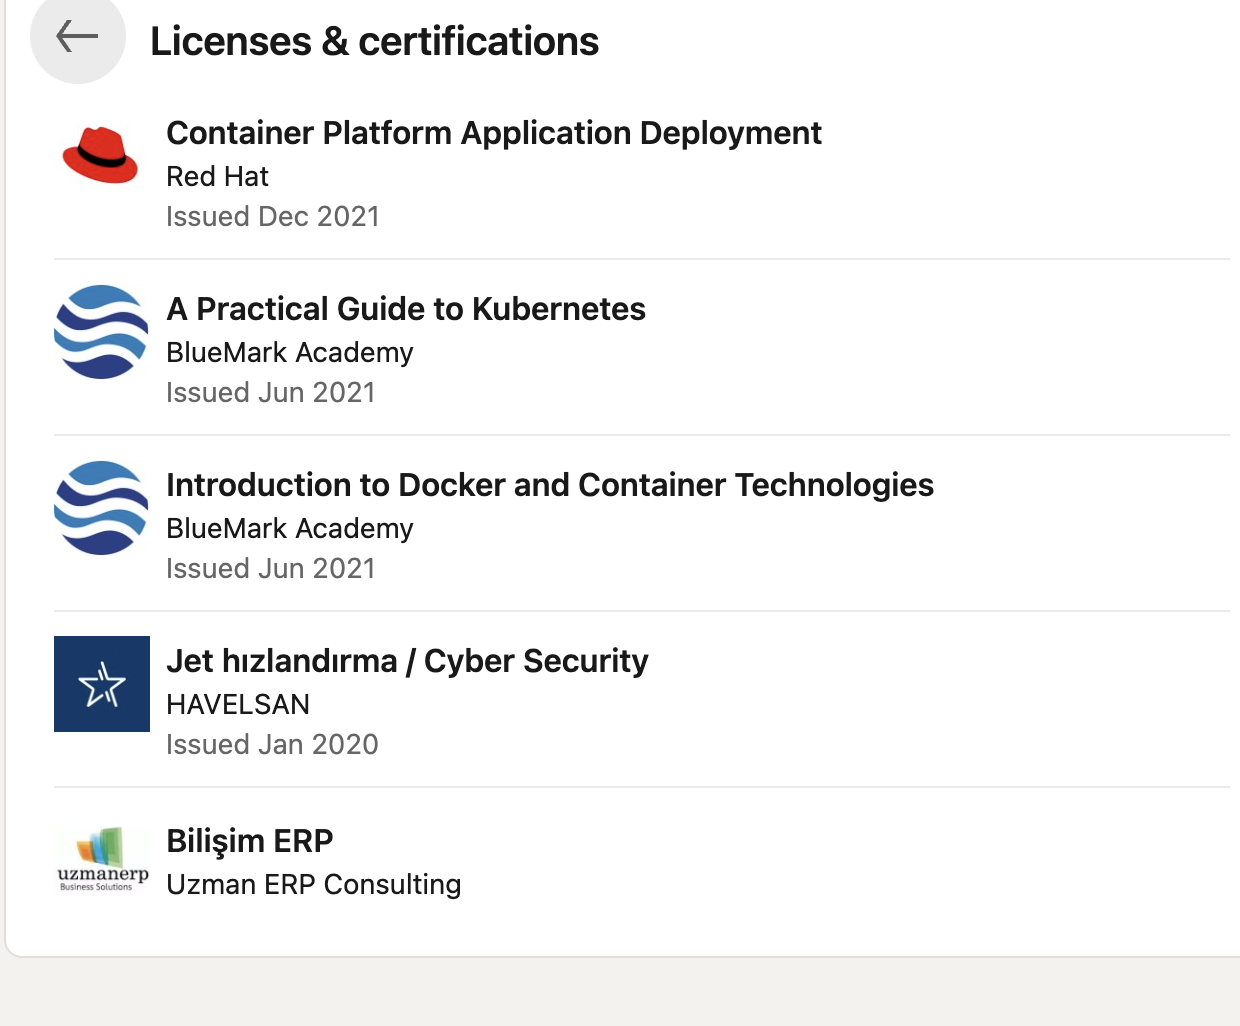 Licenses & certifications
Container Platform Application Deployment
Red Hat
Issued Dec 2021
A Practical Guide to Kubernetes
BlueMark Academy
Issued Jun 2021
Introduction to Docker and Container Technologies
BlueMark Academy
Issued Jun 2021
Jet hızlandırma / Cyber Security
HAVELSAN
Issued Jan 2020
uzmanerp
Business Solutions
Bilişim ERP
Uzman ERP Consulting